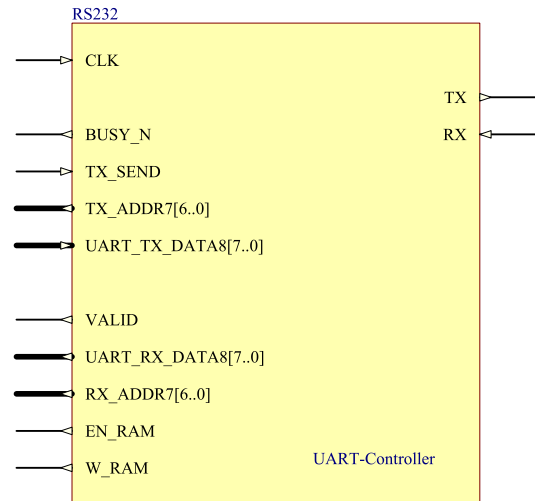 RS232
CLK
TX
BUSY_N
RX
TX_SEND
TX_ADDR7[6..0]
UART_TX_DATA8[7..0]
VALID
UART_RX_DATA8[7..0]
RX_ADDR7[6..0]
EN_RAM
UART-Controller
W_RAM